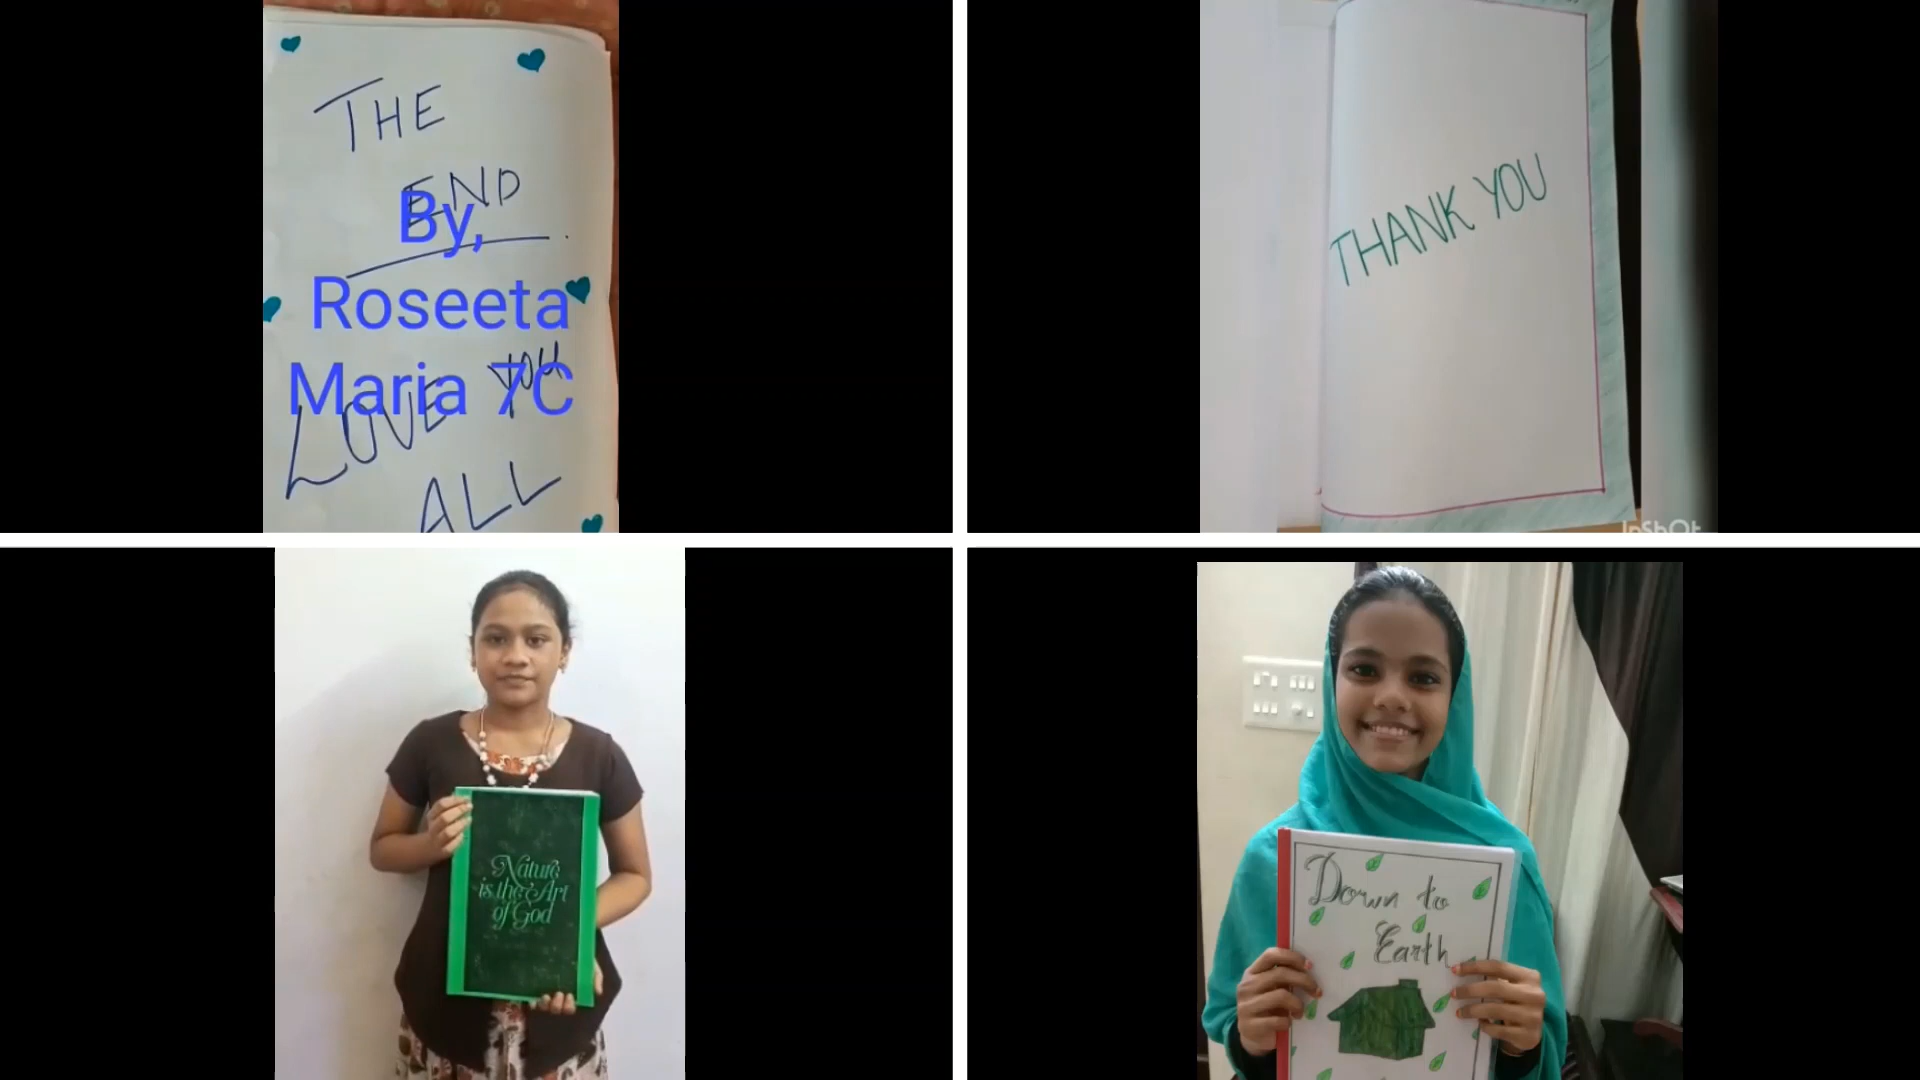 THE
END
By,
Roseeta
Maria 7C
LOVE YOU
ALL
THANK YOU
InShOt
Nature
is the Art
of God
Down to
Earth